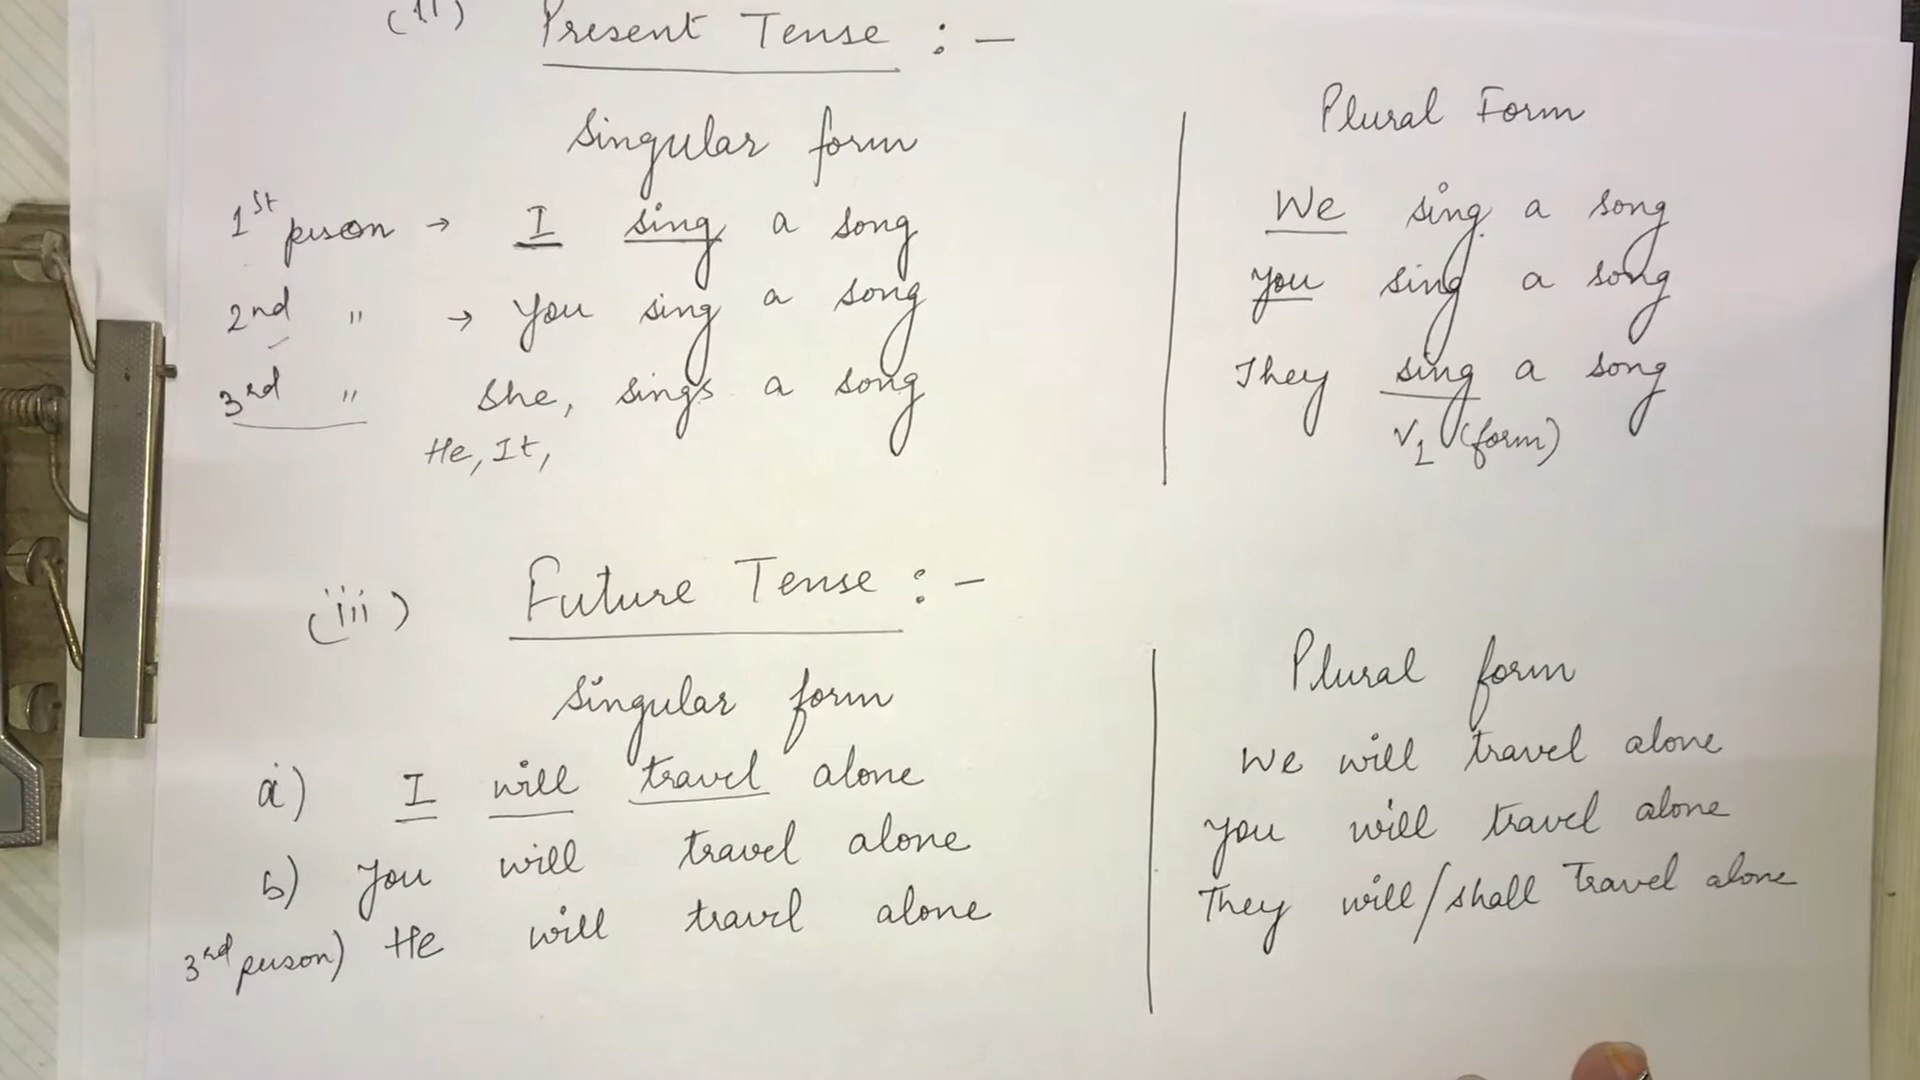 (ii) Present Tense : -
Singular form
1st person → I sing a song
2nd " → You sing a song
3rd " She, sings a song
He, It,
Plural Form
We sing a song
you sing a song
They sing a song
V1 (form)
(iii) Future Tense : -
Singular form
a) I will travel alone
b) You will travel alone
3rd person) He will travel alone
Plural form
We will travel alone
you will travel alone
They will/shall Travel alone